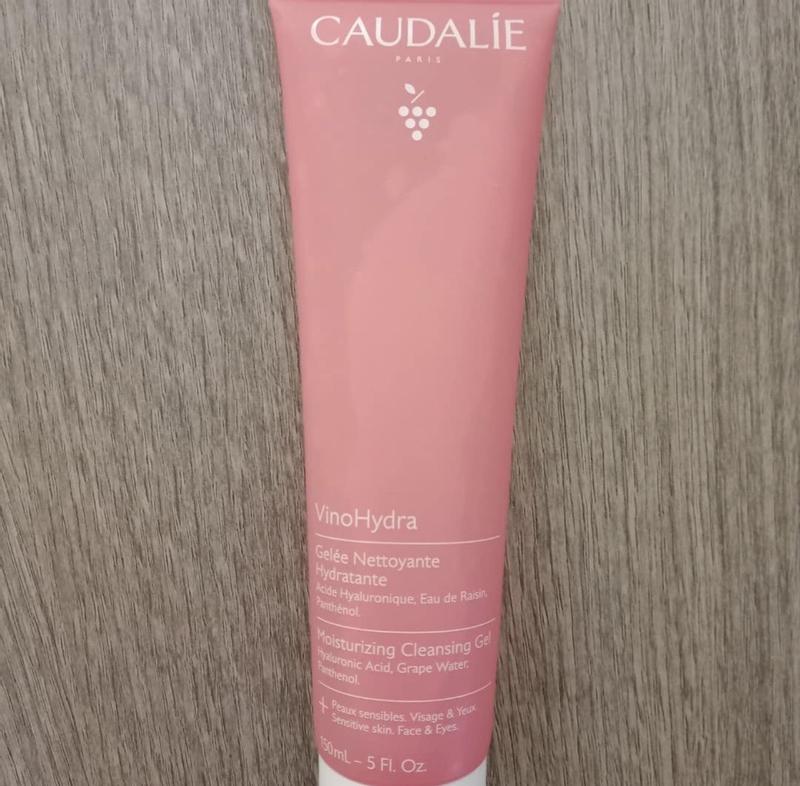 CAUDALÍE
PARIS
VinoHydra
Gelée Nettoyante
Hydratante
Acide Hyaluronique, Eau de Raisin,
Panthénol.
Moisturizing Cleansing Gel
Hyaluronic Acid, Grape Water,
Panthenol.
+ Peaux sensibles. Visage & Yeux.
Sensitive skin. Face & Eyes.
150mL – 5 Fl. Oz.